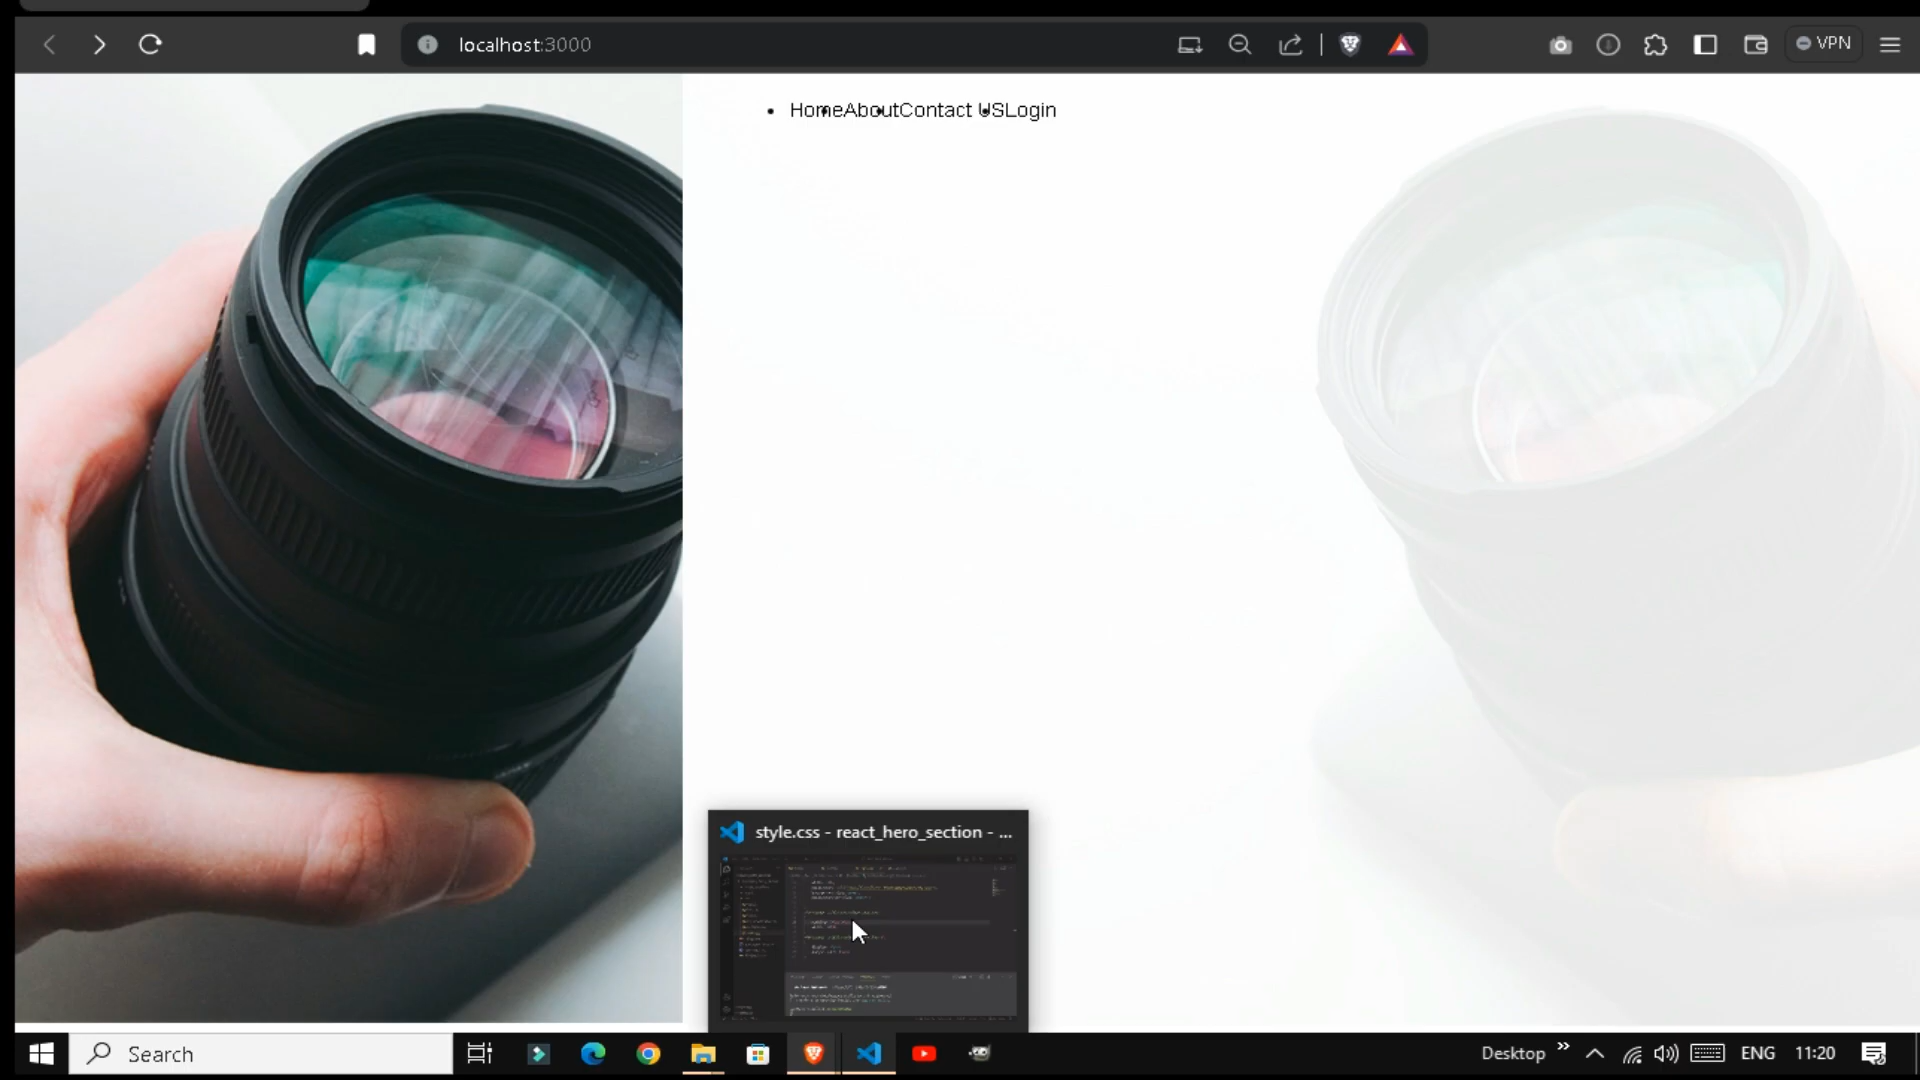 localhost:3000
VPN
HomeAboutContact USLogin
style.css - react_hero_section - ...
Search
Desktop
ENG
11:20